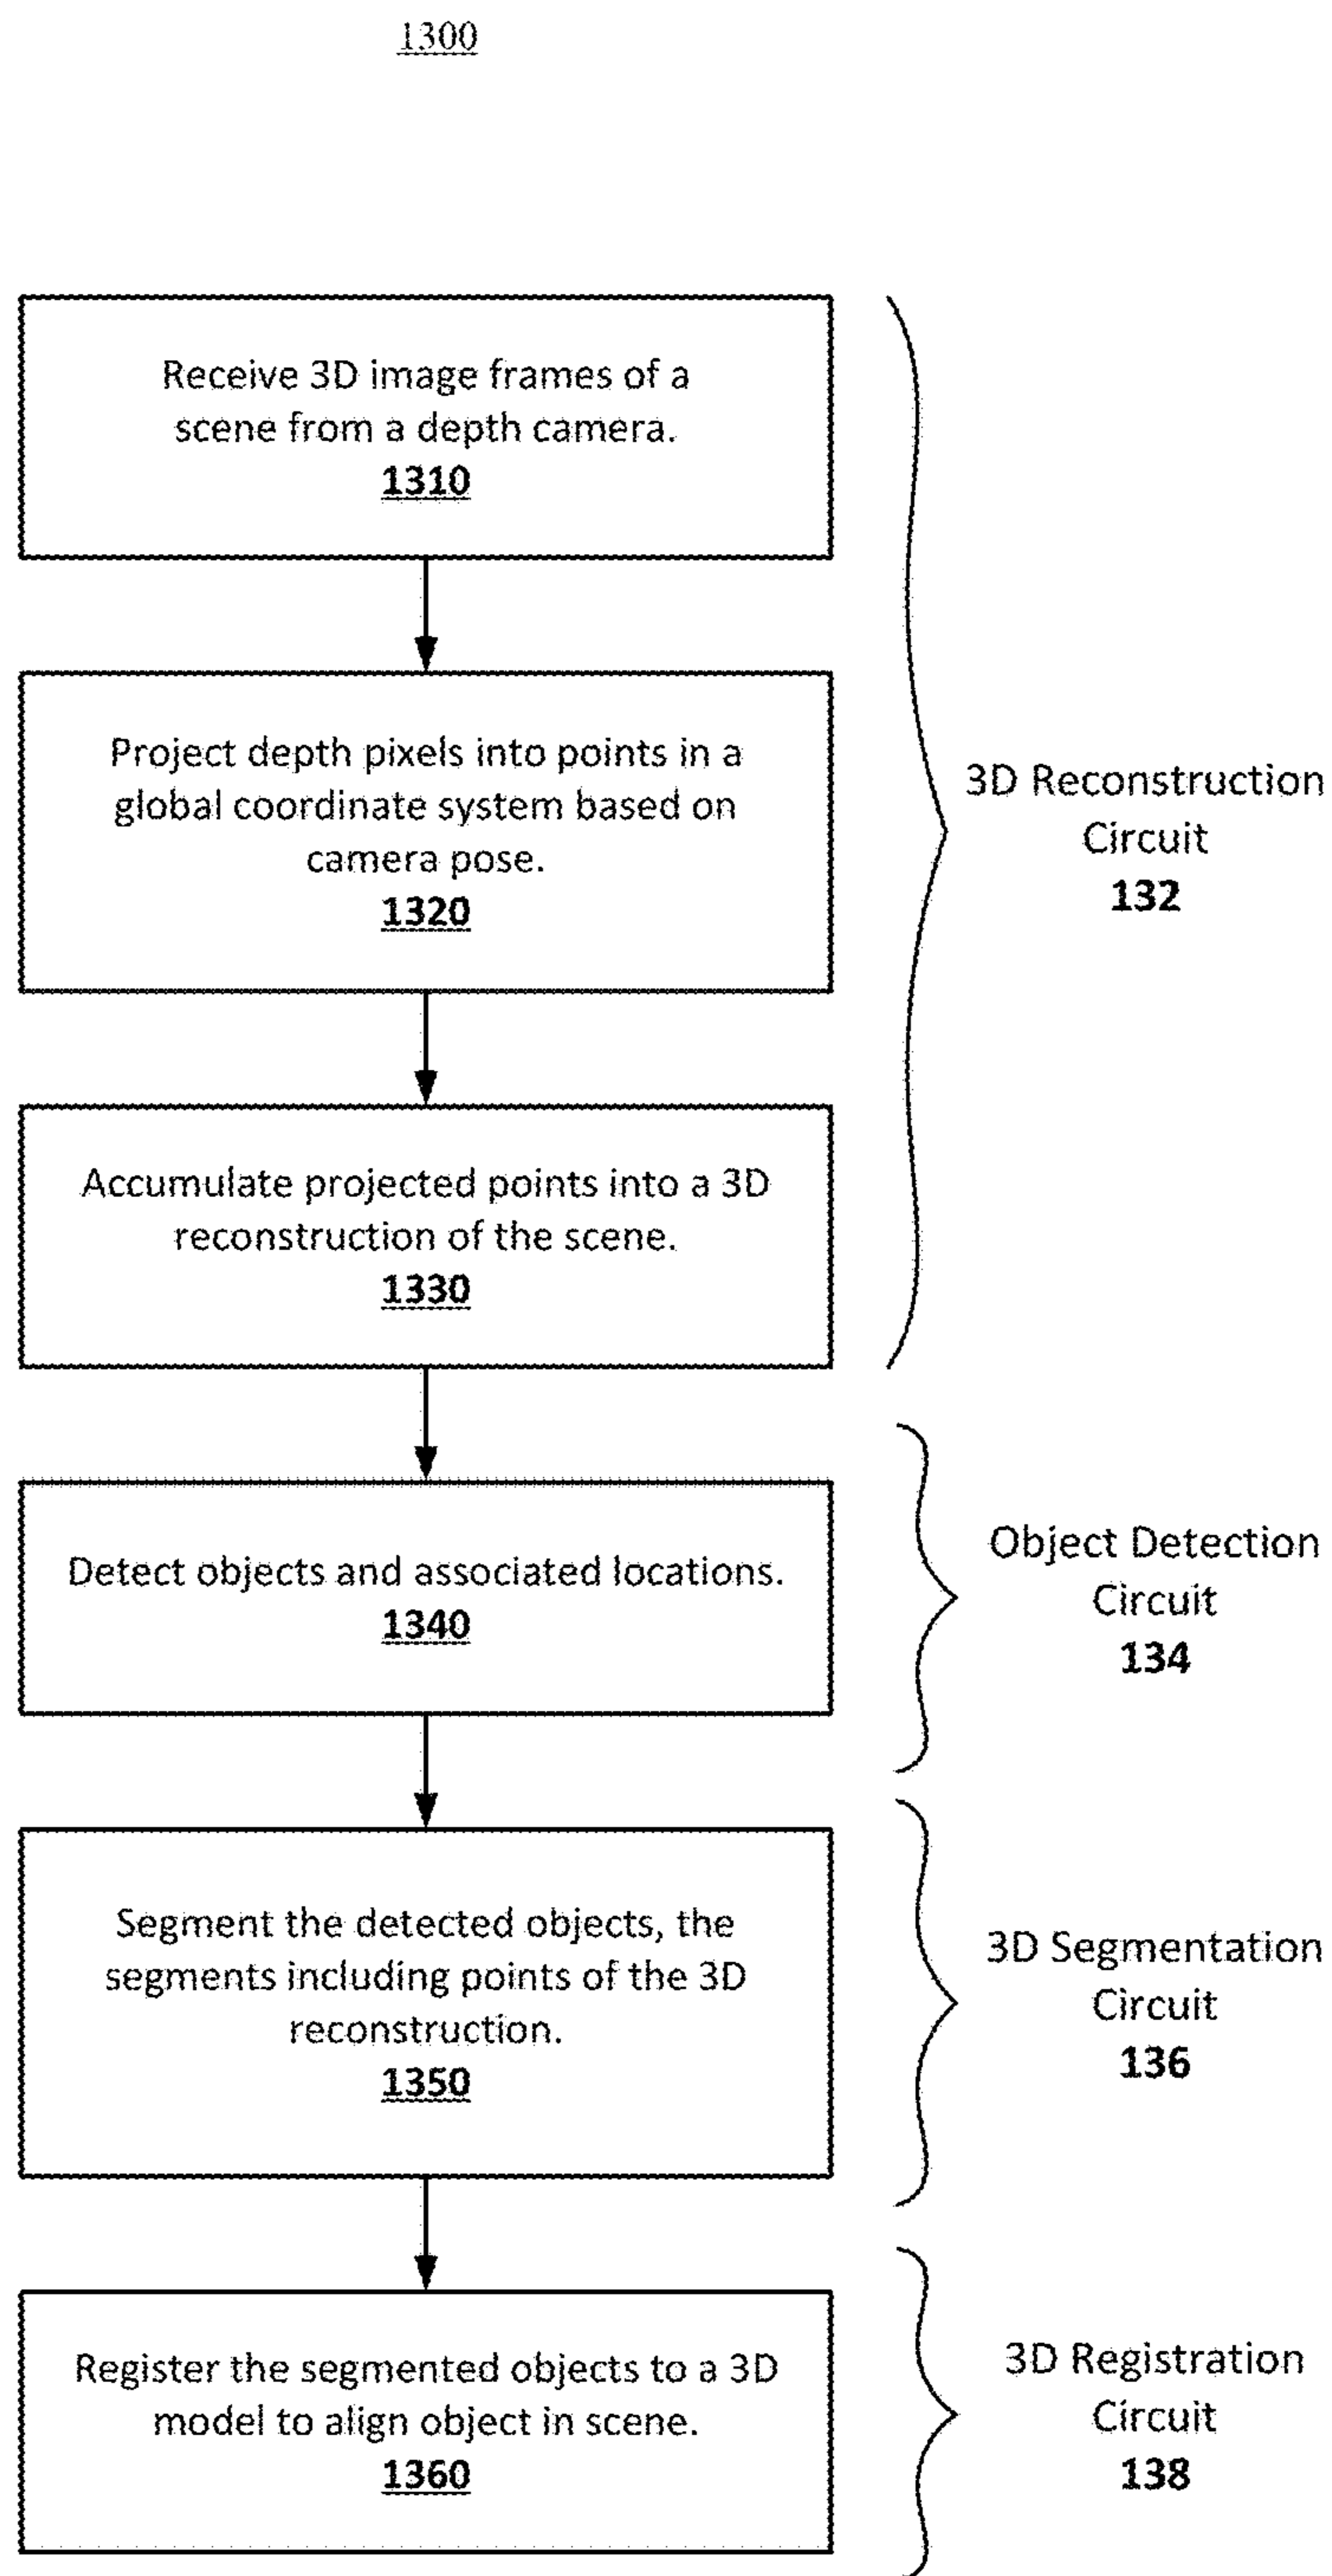 1300
Receive 3D image frames of a
scene from a depth camera.
1310
Project depth pixels into points in a
global coordinate system based on
camera pose.
1320
Accumulate projected points into a 3D
reconstruction of the scene.
1330
3D Reconstruction
Circuit
132
Detect objects and associated locations.
1340
Object Detection
Circuit
134
Segment the detected objects, the
segments including points of the 3D
reconstruction.
1350
3D Segmentation
Circuit
136
Register the segmented objects to a 3D
model to align object in scene.
1360
3D Registration
Circuit
138